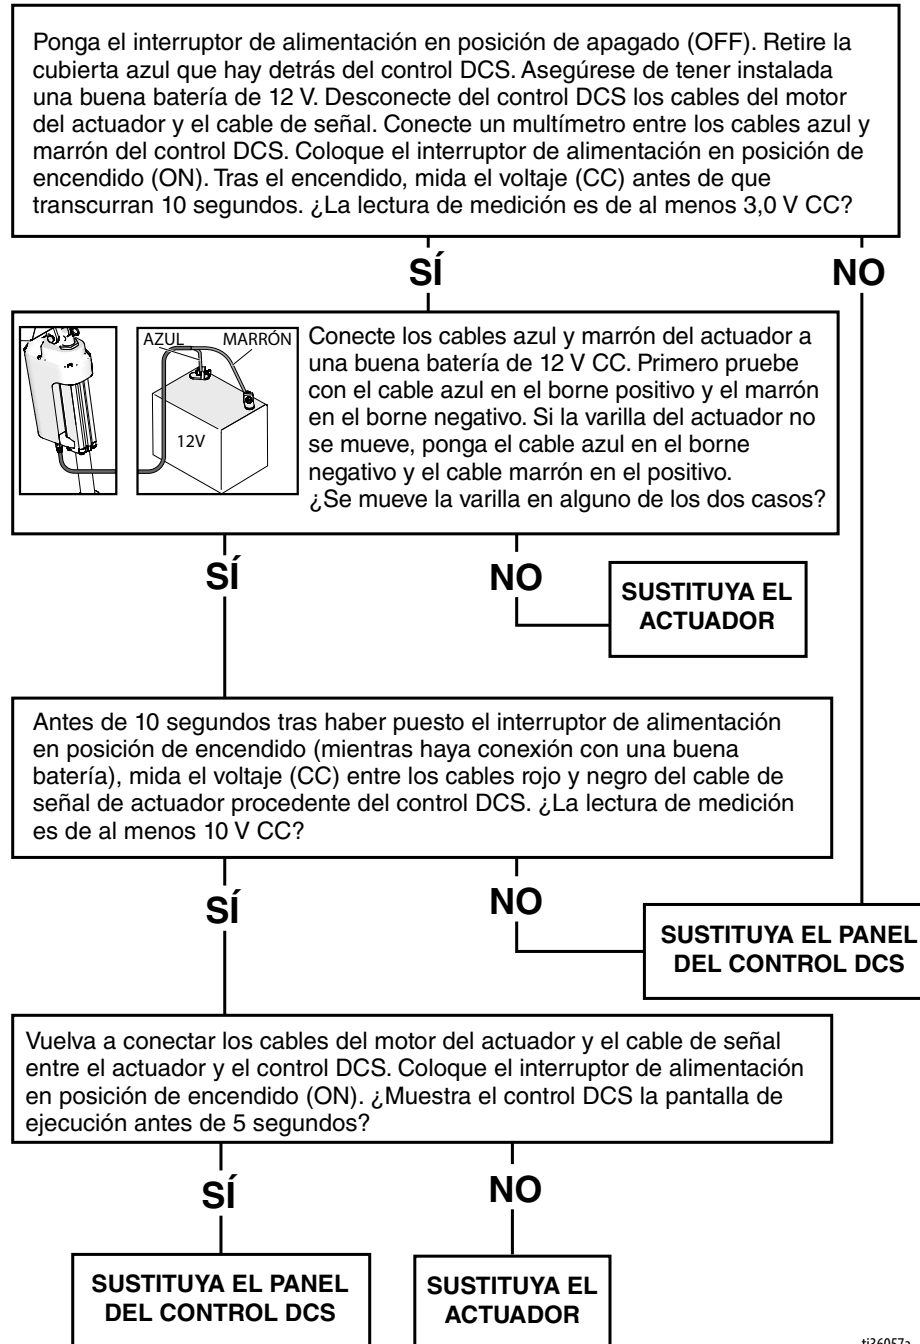 Ponga el interruptor de alimentación en posición de apagado (OFF). Retire la
cubierta azul que hay detrás del control DCS. Asegúrese de tener instalada
una buena batería de 12 V. Desconecte del control DCS los cables del motor
del actuador y el cable de señal. Conecte un multímetro entre los cables azul y
marrón del control DCS. Coloque el interruptor de alimentación en posición de
encendido (ON). Tras el encendido, mida el voltaje (CC) antes de que
transcurran 10 segundos. ¿La lectura de medición es de al menos 3,0 V CC?
SÍ
NO
AZUL
MARRÓN
12V
Conecte los cables azul y marrón del actuador a
una buena batería de 12 V CC. Primero pruebe
con el cable azul en el borne positivo y el marrón
en el borne negativo. Si la varilla del actuador no
se mueve, ponga el cable azul en el borne
negativo y el cable marrón en el positivo.
¿Se mueve la varilla en alguno de los dos casos?
SÍ
NO
SUSTITUYA EL
ACTUADOR
Antes de 10 segundos tras haber puesto el interruptor de alimentación
en posición de encendido (mientras haya conexión con una buena
batería), mida el voltaje (CC) entre los cables rojo y negro del cable de
señal de actuador procedente del control DCS. ¿La lectura de medición
es de al menos 10 V CC?
SÍ
NO
SUSTITUYA EL PANEL
DEL CONTROL DCS
Vuelva a conectar los cables del motor del actuador y el cable de señal
entre el actuador y el control DCS. Coloque el interruptor de alimentación
en posición de encendido (ON). ¿Muestra el control DCS la pantalla de
ejecución antes de 5 segundos?
SÍ
NO
SUSTITUYA EL PANEL
DEL CONTROL DCS
SUSTITUYA EL
ACTUADOR
ti36057a